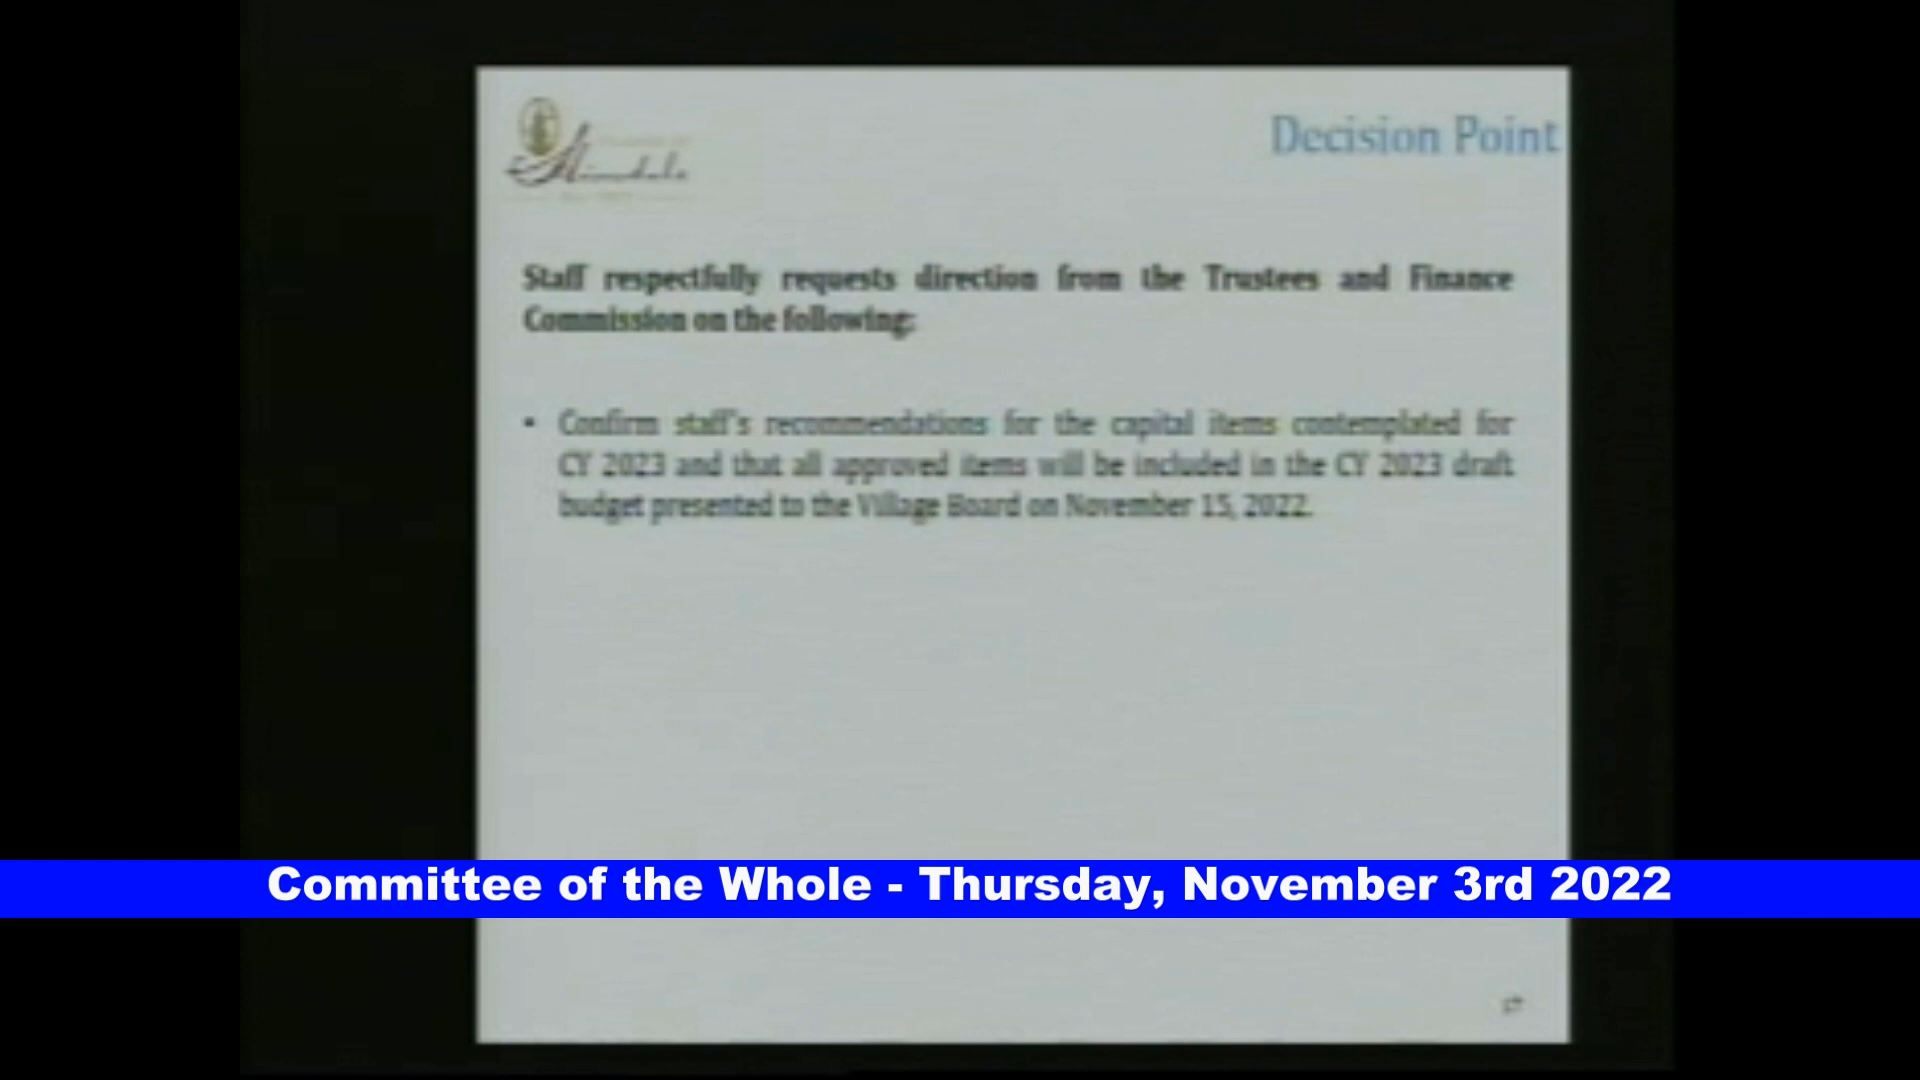 Hinsdale
Decision Point
Staff respectfully requests direction from the Trustees and Finance
Commission on the following:
• Confirm staff's recommendations for the capital items contemplated for
CY 2023 and that all approved items will be included in the CY 2023 draft
budget presented to the Village Board on November 15, 2022.
Committee of the Whole - Thursday, November 3rd 2022